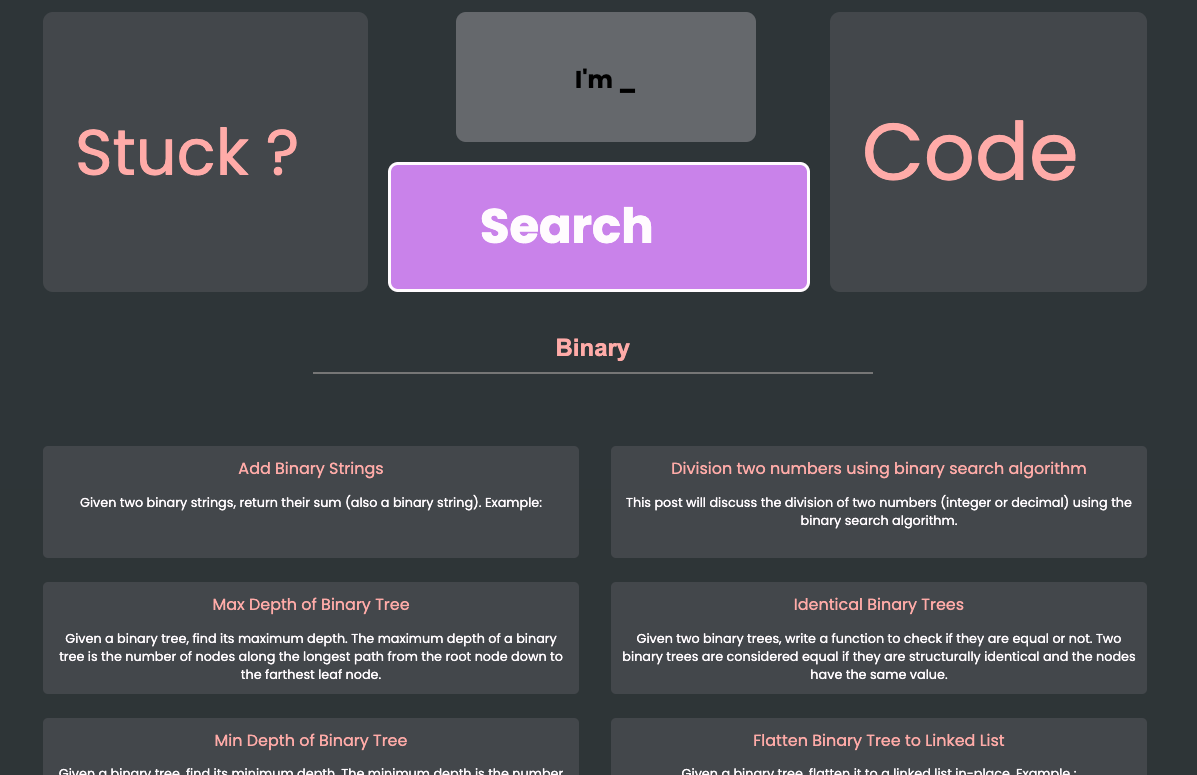 Stuck ?
I'm _
Search
Code
Binary
Add Binary Strings
Given two binary strings, return their sum (also a binary string). Example:
Division two numbers using binary search algorithm
This post will discuss the division of two numbers (integer or decimal) using the
binary search algorithm.
Max Depth of Binary Tree
Given a binary tree, find its maximum depth. The maximum depth of a binary
tree is the number of nodes along the longest path from the root node down to
the farthest leaf node.
Identical Binary Trees
Given two binary trees, write a function to check if they are equal or not. Two
binary trees are considered equal if they are structurally identical and the nodes
have the same value.
Min Depth of Binary Tree
Given a binary tree, find its minimum depth. The minimum depth is the number
Flatten Binary Tree to Linked List
Given a binary tree, flatten it to a linked list in-place. Example :